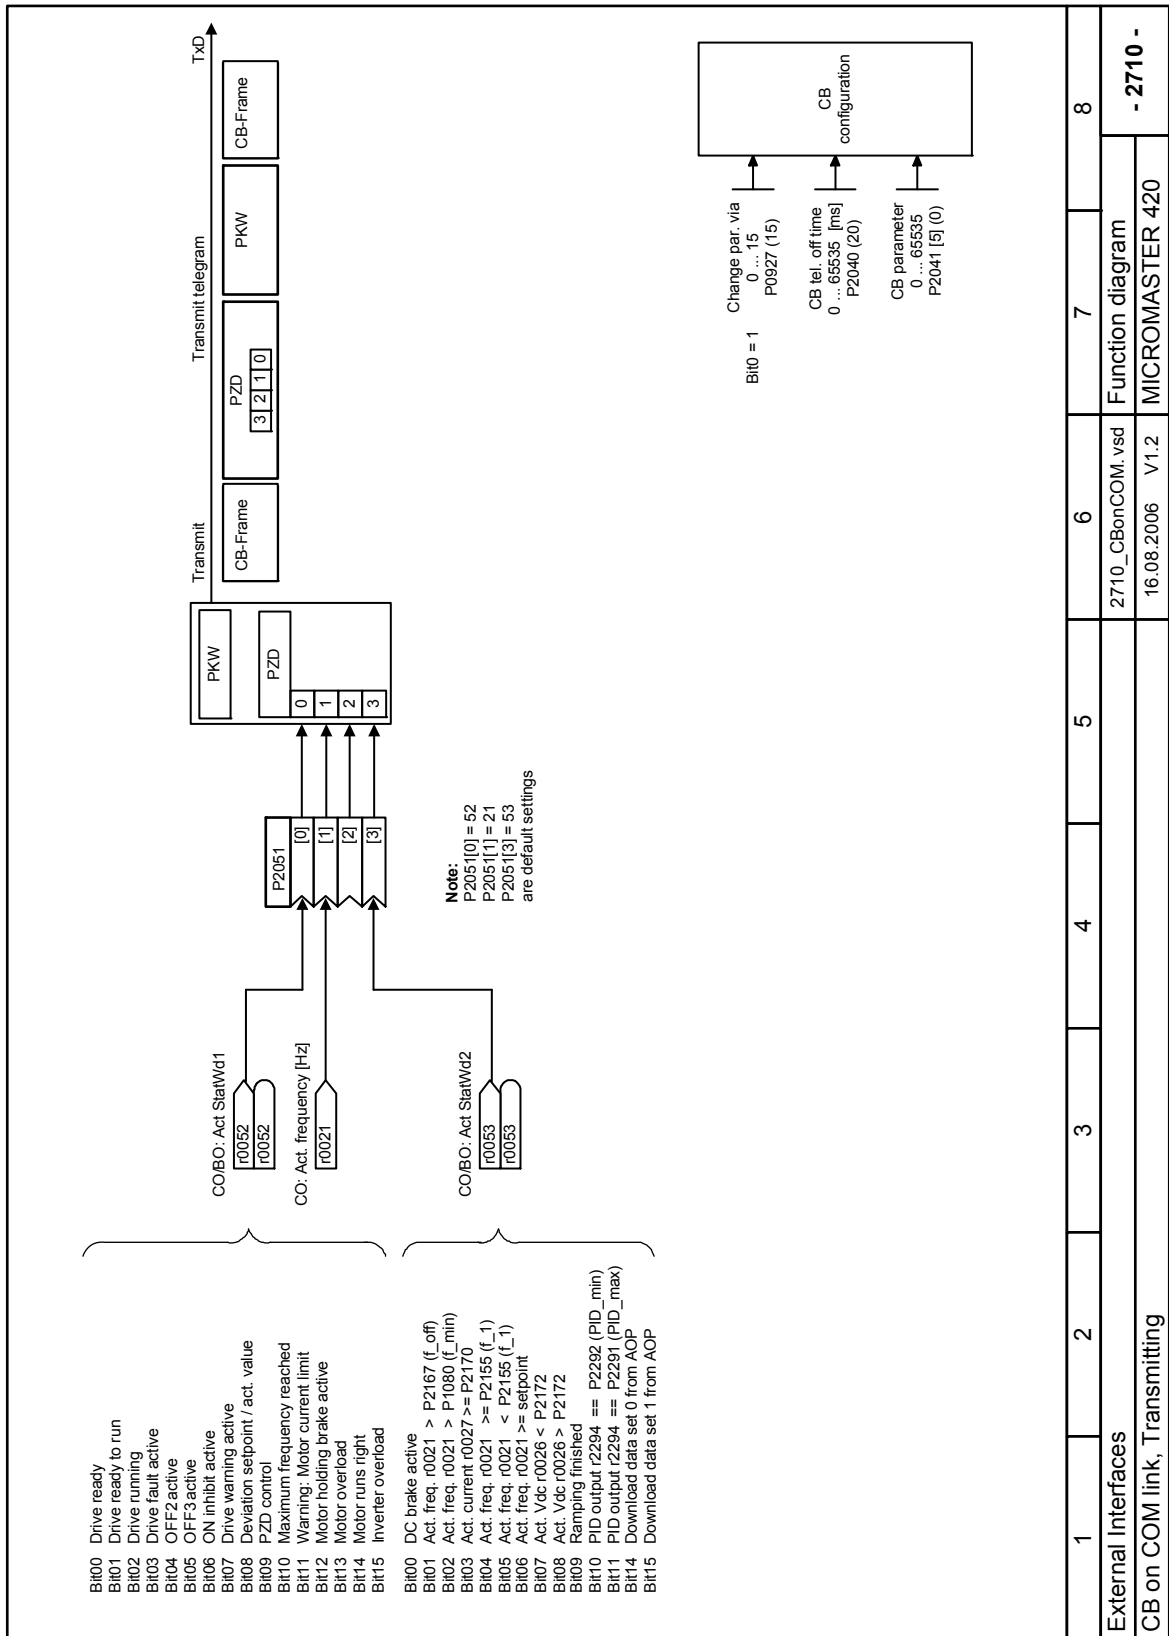 Bit00 Drive ready
Bit01 Drive ready to run
Bit02 Drive running
Bit03 Drive fault active
Bit04 OFF2 active
Bit05 OFF3 active
Bit06 ON inhibit active
Bit07 Drive warning active
Bit08 Deviation setpoint / act. value
Bit09 PZD control
Bit10 Maximum frequency reached
Bit11 Warning: Motor current limit
Bit12 Motor holding brake active
Bit13 Motor overload
Bit14 Motor runs right
Bit15 Inverter overload
Bit00 DC brake active
Bit01 Act. freq. r0021 > P2167 (f_off)
Bit02 Act. freq. r0021 > P1080 (f_min)
Bit03 Act. current r0027 >= P2170
Bit04 Act. freq. r0021 >= P2155 (f_1)
Bit05 Act. freq. r0021 < P2155 (f_1)
Bit06 Act. freq. r0021 >= setpoint
Bit07 Act. Vdc r0026 < P2172
Bit08 Act. Vdc r0026 > P2172
Bit09 Ramping finished
Bit10 PID output r2294 == P2292 (PID_min)
Bit11 PID output r2294 == P2291 (PID_max)
Bit14 Download data set 0 from AOP
Bit15 Download data set 1 from AOP
CO/BO: Act StatWd1
r0052
r0052
CO: Act. frequency [Hz]
r0021
CO/BO: Act StatWd2
r0053
r0053
P2051
[0]
[1]
[2]
[3]
Note:
P2051[0] = 52
P2051[1] = 21
P2051[3] = 53
are default settings
PKW
PZD
0
1
2
3
Transmit
Transmit telegram
TxD
CB-Frame
PZD
3 2 1 0
PKW
CB-Frame
Change par. via
0 ... 15
P0927 (15)
Bit0 = 1
CB tel. off time
0 ... 65535 [ms]
P2040 (20)
CB parameter
0 ... 65535
P2041 [5] (0)
CB
configuration
1 2 3 4 5 6 7 8
External Interfaces 2710_CBonCOM.vsd Function diagram - 2710 -
CB on COM link, Transmitting 16.08.2006 V1.2 MICROMASTER 420